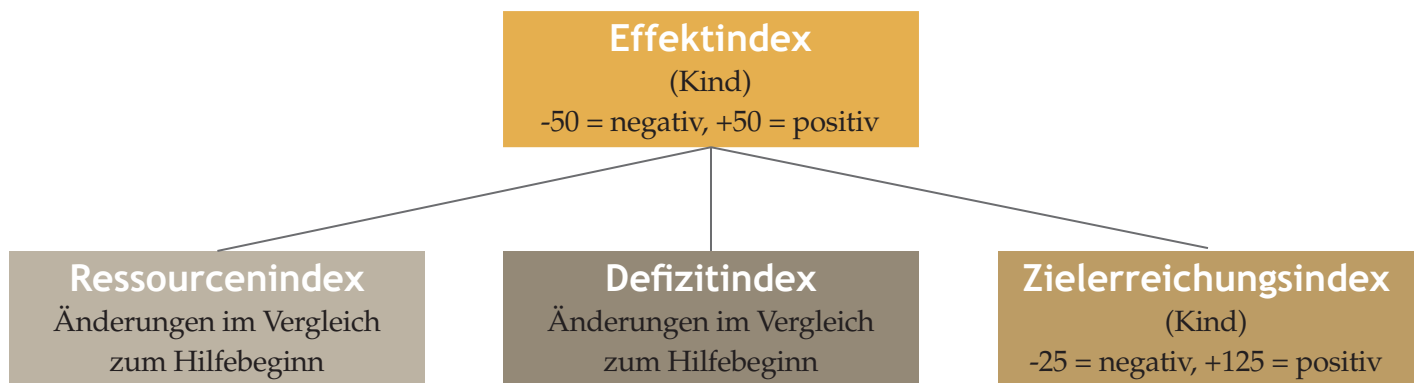 Effektindex
(Kind)
-50 = negativ, +50 = positiv
Ressourcenindex
Änderungen im Vergleich
zum Hilfebeginn
Defizitindex
Änderungen im Vergleich
zum Hilfebeginn
Zielerreichungsindex
(Kind)
-25 = negativ, +125 = positiv